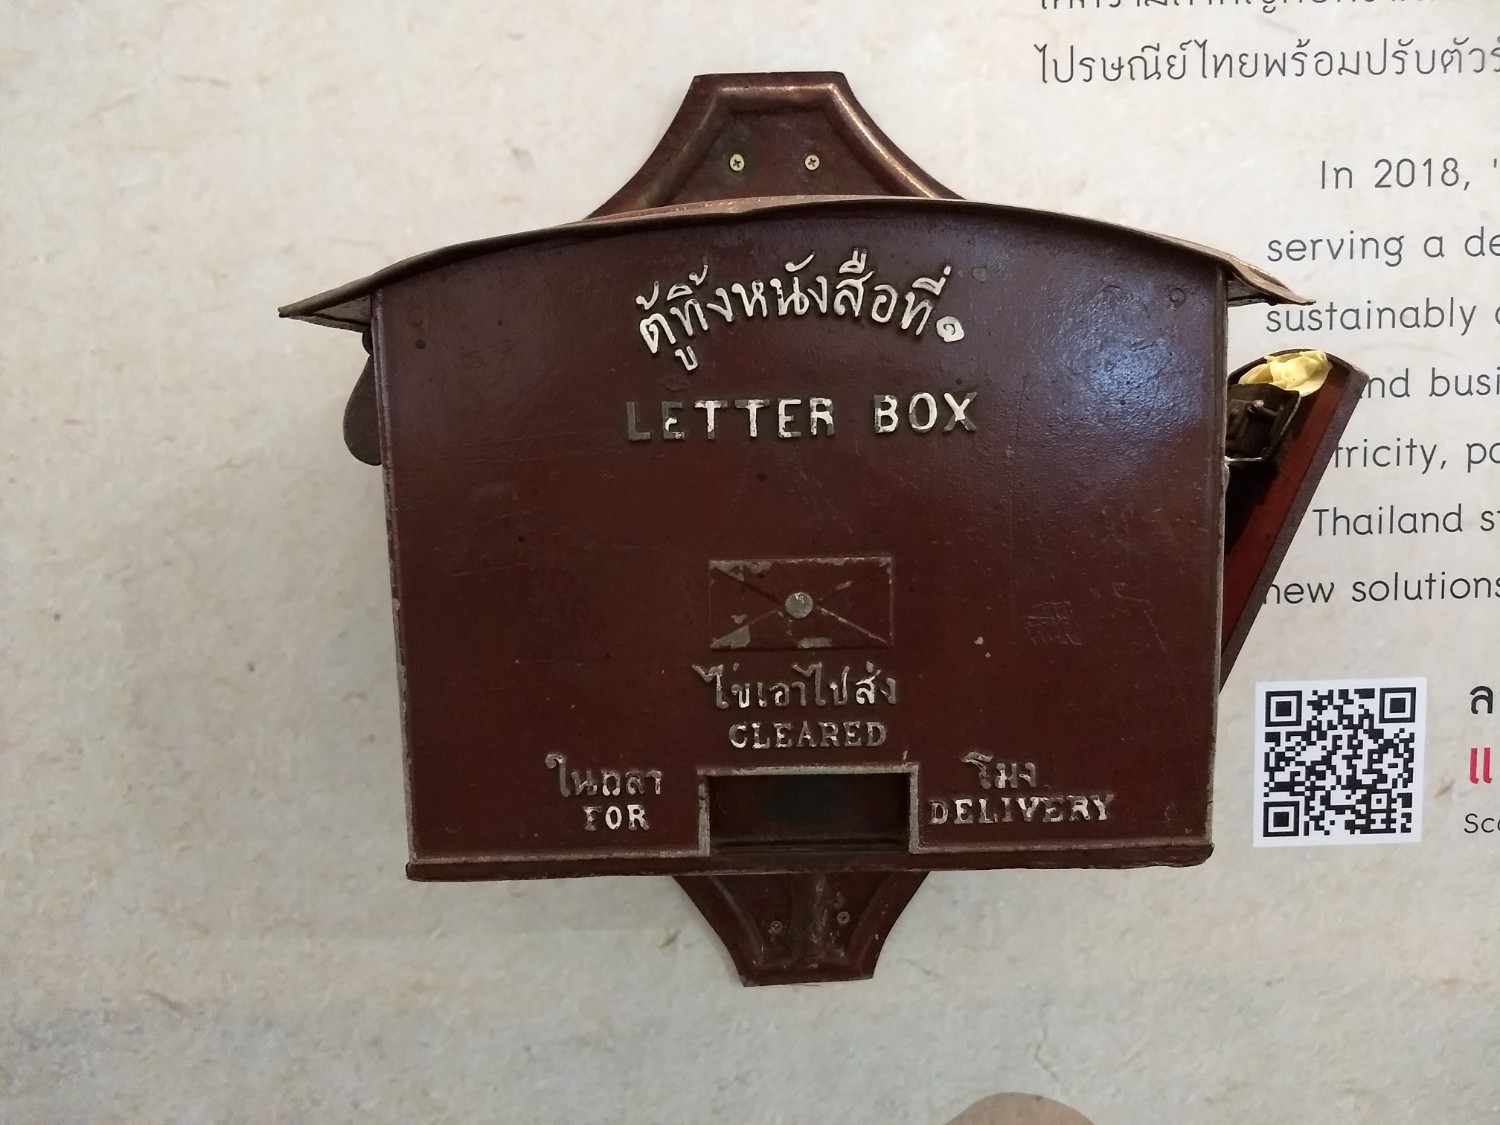 ตู้ทิ้งหนังสือที่๑
LETTER BOX
ไขเอาไปส่ง
CLEARED
ในเวลา
FOR
โมง
DELIVERY
ไปรษณีย์ไทยพร้อมปรับตัว
In 2018,
serving a
sustainably
and
Thailand
new solutions